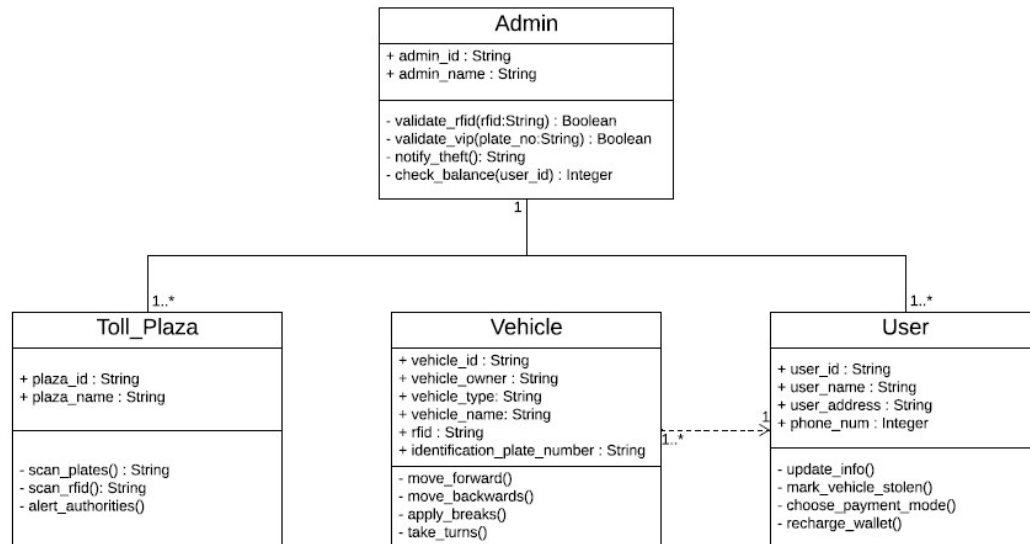 Admin
+ admin_id : String
+ admin_name : String
- validate_rfid(rfid:String) : Boolean
- validate_vip(plate_no:String) : Boolean
- notify_theft(): String
- check_balance(user_id) : Integer
1
1..*
1..*
Toll_Plaza
+ plaza_id : String
+ plaza_name : String
- scan_plates() : String
- scan_rfid(): String
- alert_authorities()
Vehicle
+ vehicle_id : String
+ vehicle_owner : String
+ vehicle_type: String
+ vehicle_name: String
+ rfid : String
+ identification_plate_number : String
- move_forward()
- move_backwards()
- apply_breaks()
- take_turns()
1..*
1
User
+ user_id : String
+ user_name : String
+ user_address : String
+ phone_num : Integer
- update_info()
- mark_vehicle_stolen()
- choose_payment_mode()
- recharge_wallet()